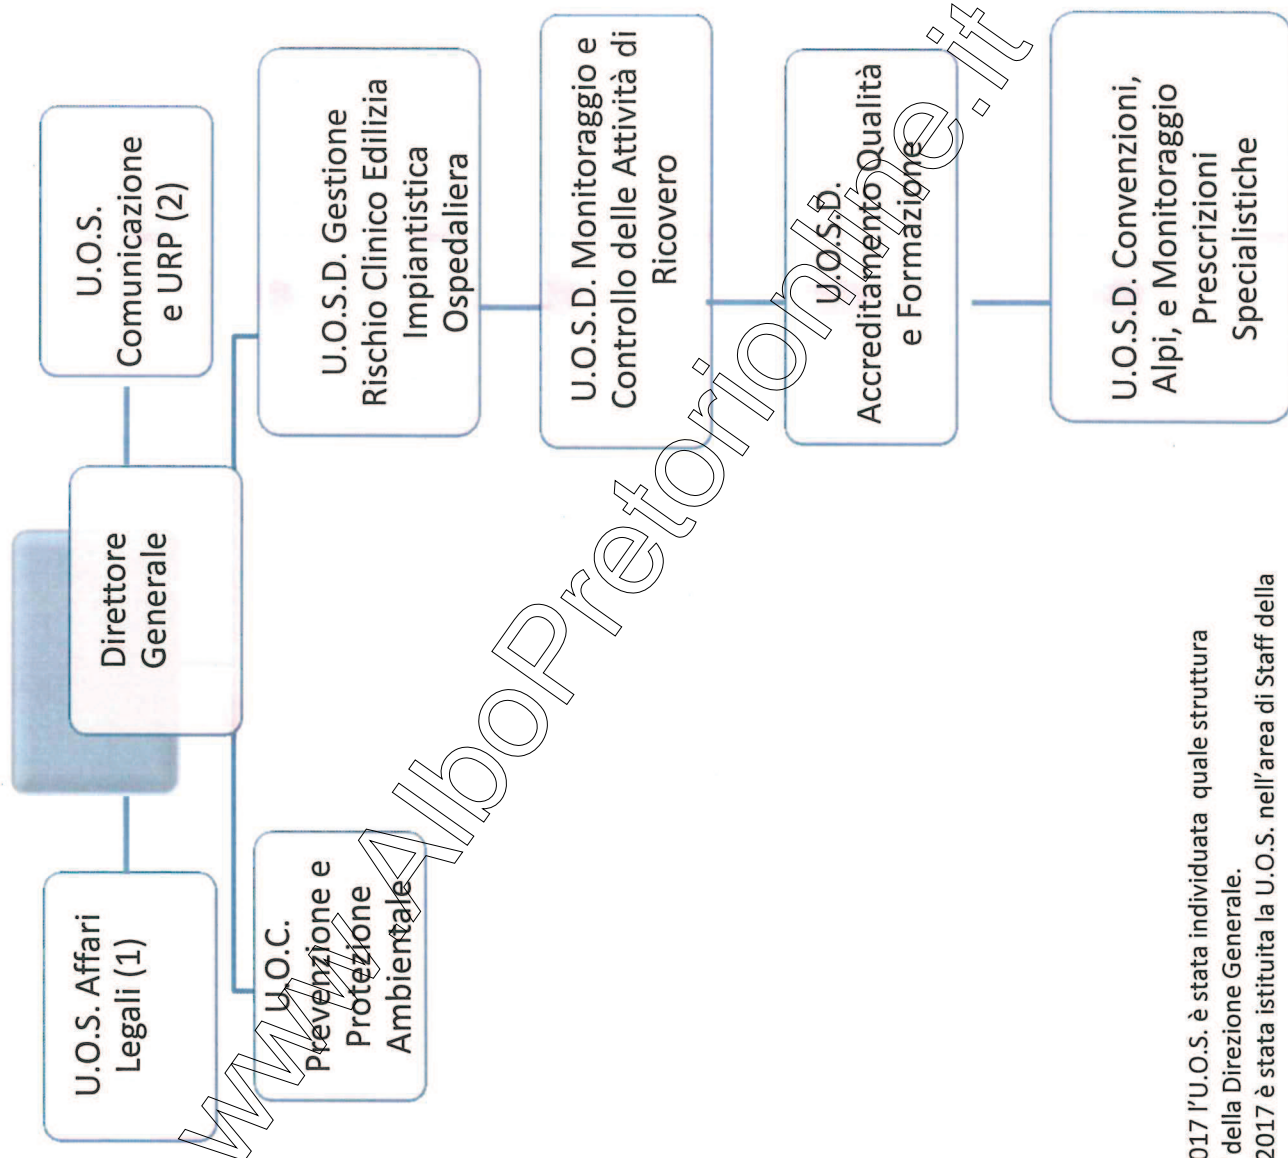 U.O.S. Affari
Legali (1)
Direttore
Generale
U.O.S.
Comunicazione
e URP (2)
U.O.C.
Prevenzione e
Protezione
Ambientale
U.O.S.D. Gestione
Rischio Clinico Edilizia
Impiantistica
Ospedaliera
U.O.S.D. Monitoraggio e
Controllo delle Attività di
Ricovero
U.O.S.D.
Accreditamento Qualità
e Formazione
U.O.S.D. Convenzioni,
Alpi, e Monitoraggio
Prescrizioni
Specialistiche
017 l'U.O.S. è stata individuata quale struttura
della Direzione Generale.
2017 è stata istituita la U.O.S. nell'area di Staff della
www.AlboPretorionline.it